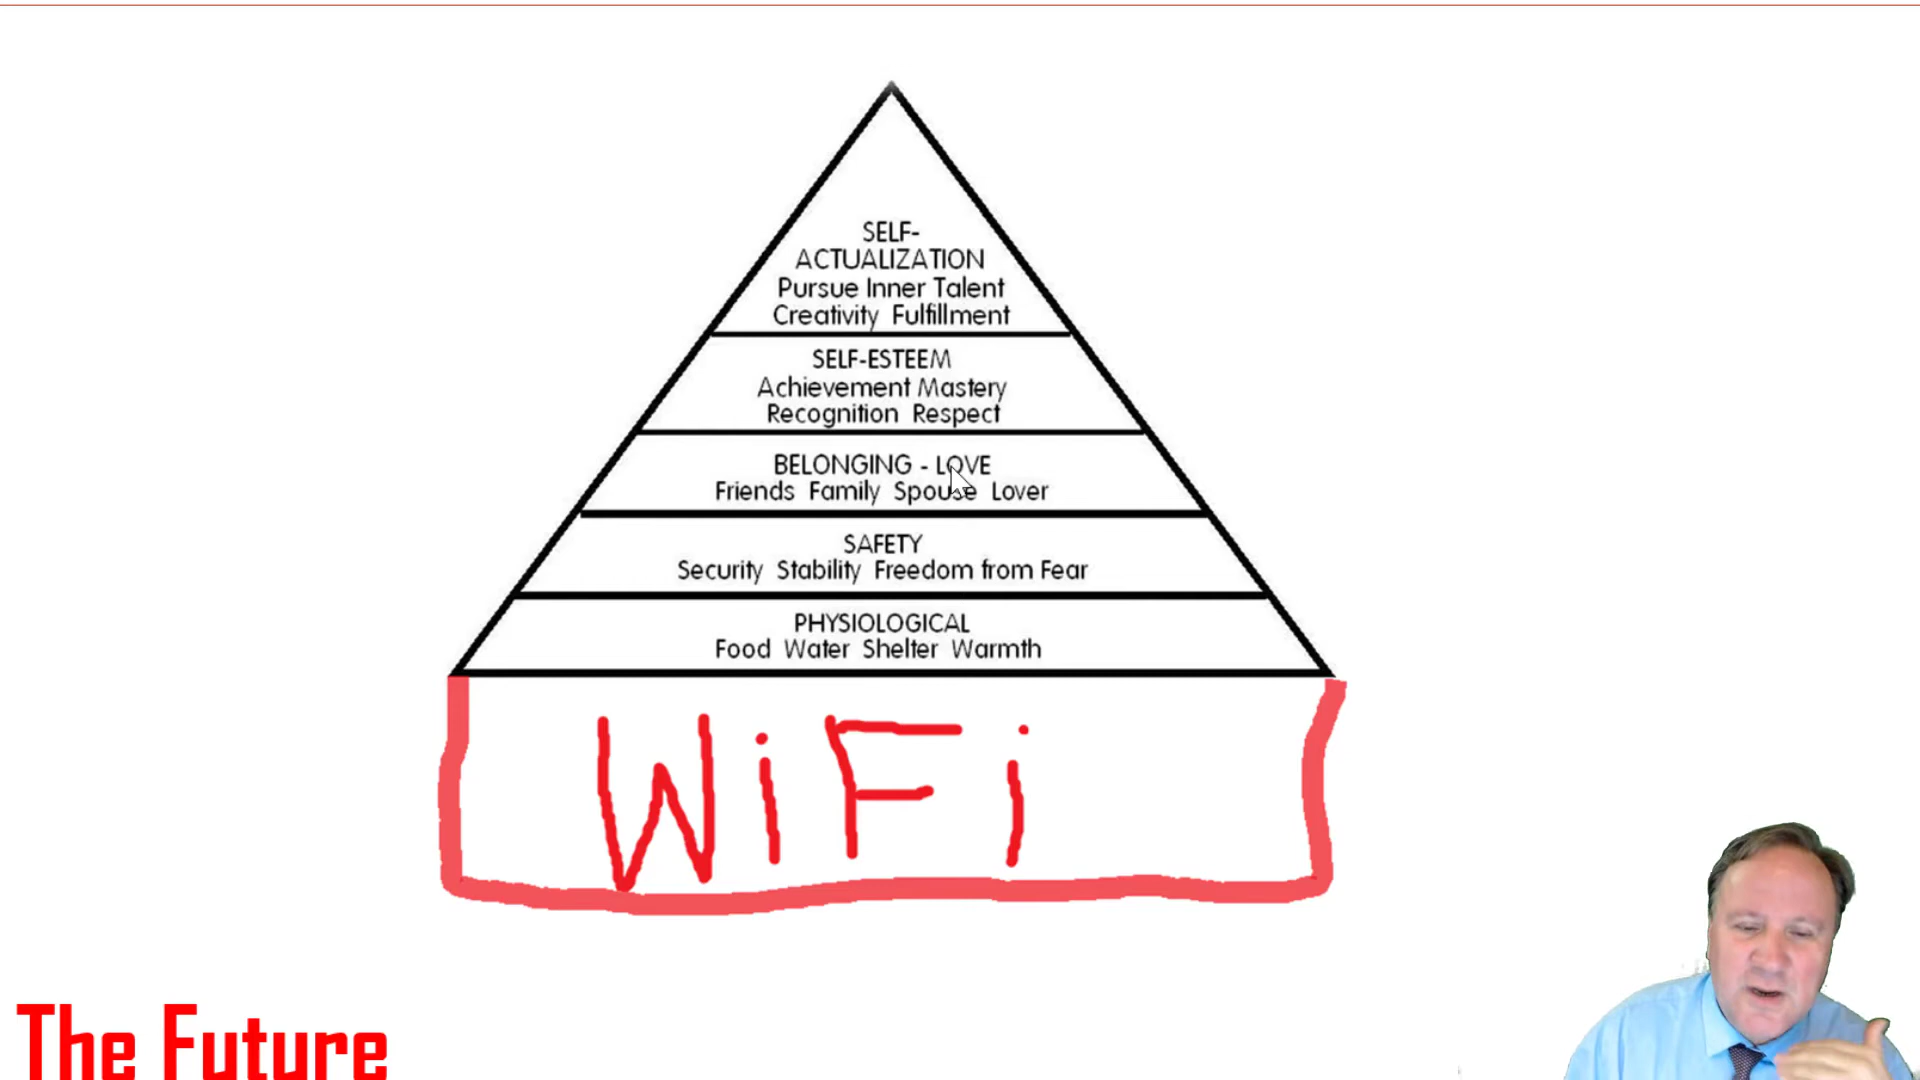 SELF-
ACTUALIZATION
Pursue Inner Talent
Creativity Fulfillment
SELF-ESTEEM
Achievement Mastery
Recognition Respect
BELONGING - LOVE
Friends Family Spouse Lover
SAFETY
Security Stability Freedom from Fear
PHYSIOLOGICAL
Food Water Shelter Warmth
WiFi
The Future